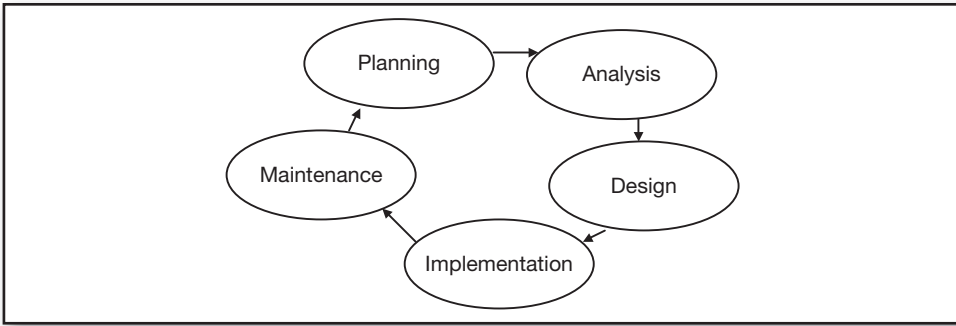 Planning
Analysis
Design
Implementation
Maintenance